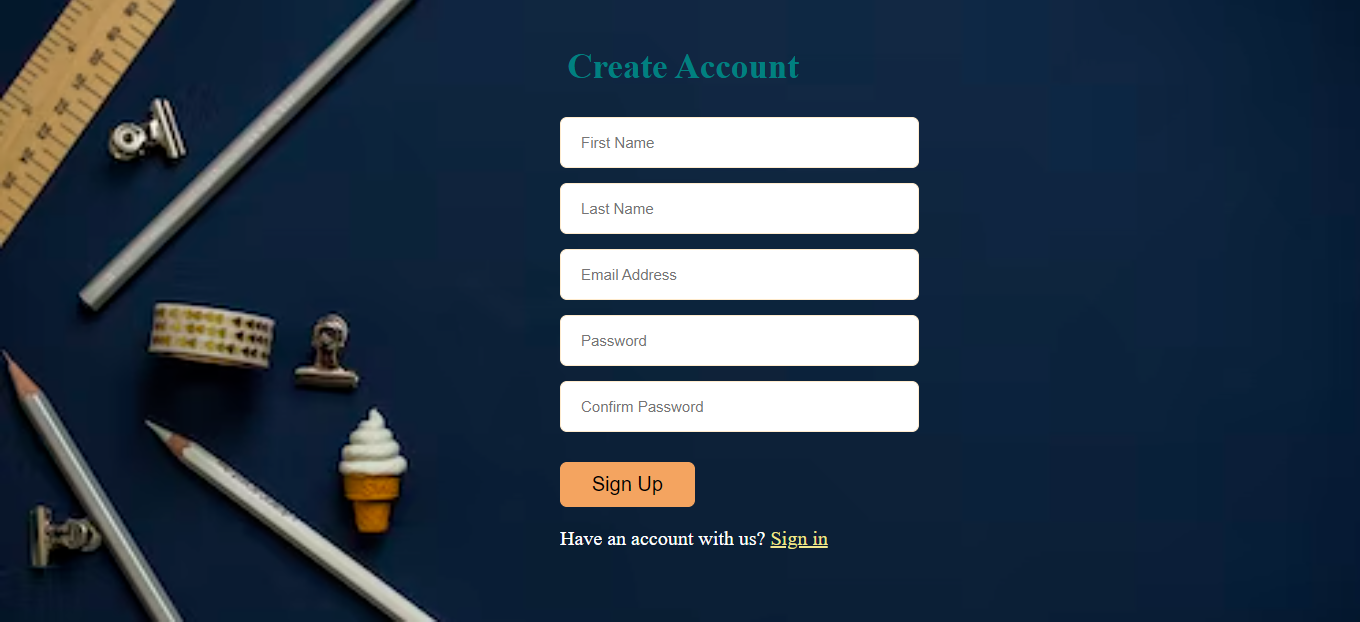 Create Account
First Name
Last Name
Email Address
Password
Confirm Password
Sign Up
Have an account with us? Sign in